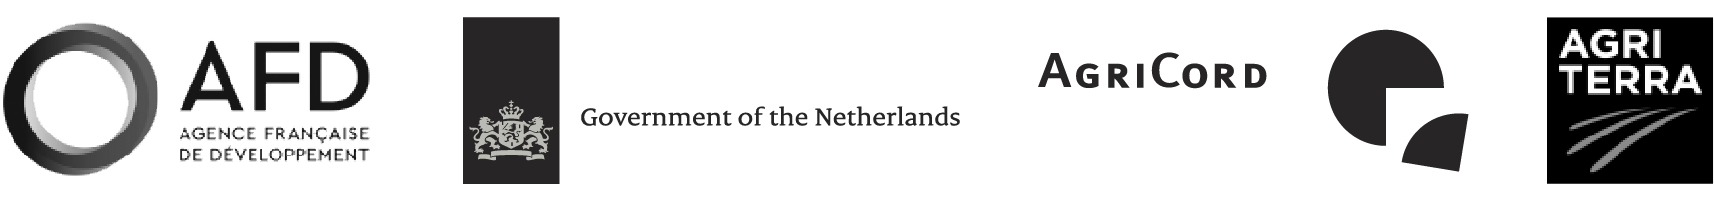 AFD
AGENCE FRANÇAISE
DE DÉVELOPPEMENT
Government of the Netherlands
AGRICORD
AGRI
TERRA